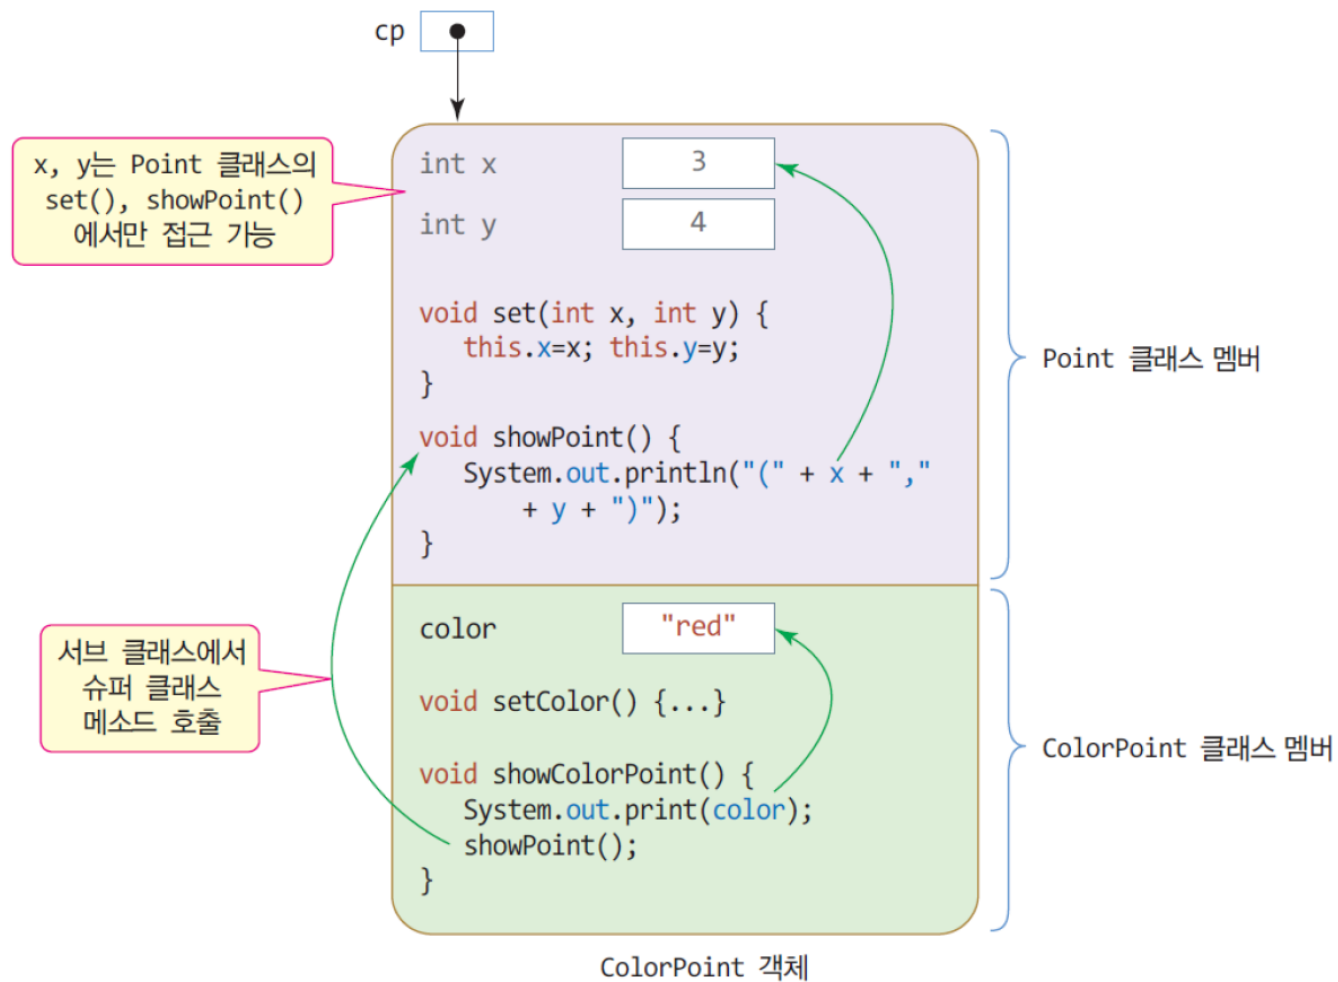 cp
x, y는 Point 클래스의
set(), showPoint()
에서만 접근 가능
int x
3
int y
4
void set(int x, int y) {
this.x=x; this.y=y;
}
void showPoint() {
System.out.println("(" + x + ","
+ y + ")");
}
Point 클래스 멤버
서브 클래스에서
슈퍼 클래스
메소드 호출
color
"red"
void setColor() {...}
void showColorPoint() {
System.out.print(color);
showPoint();
}
ColorPoint 클래스 멤버
ColorPoint 객체